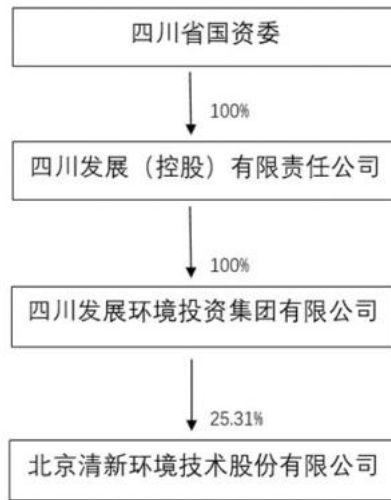 四川省国资委
100%
四川发展（控股）有限责任公司
100%
四川发展环境投资集团有限公司
25.31%
北京清新环境技术股份有限公司